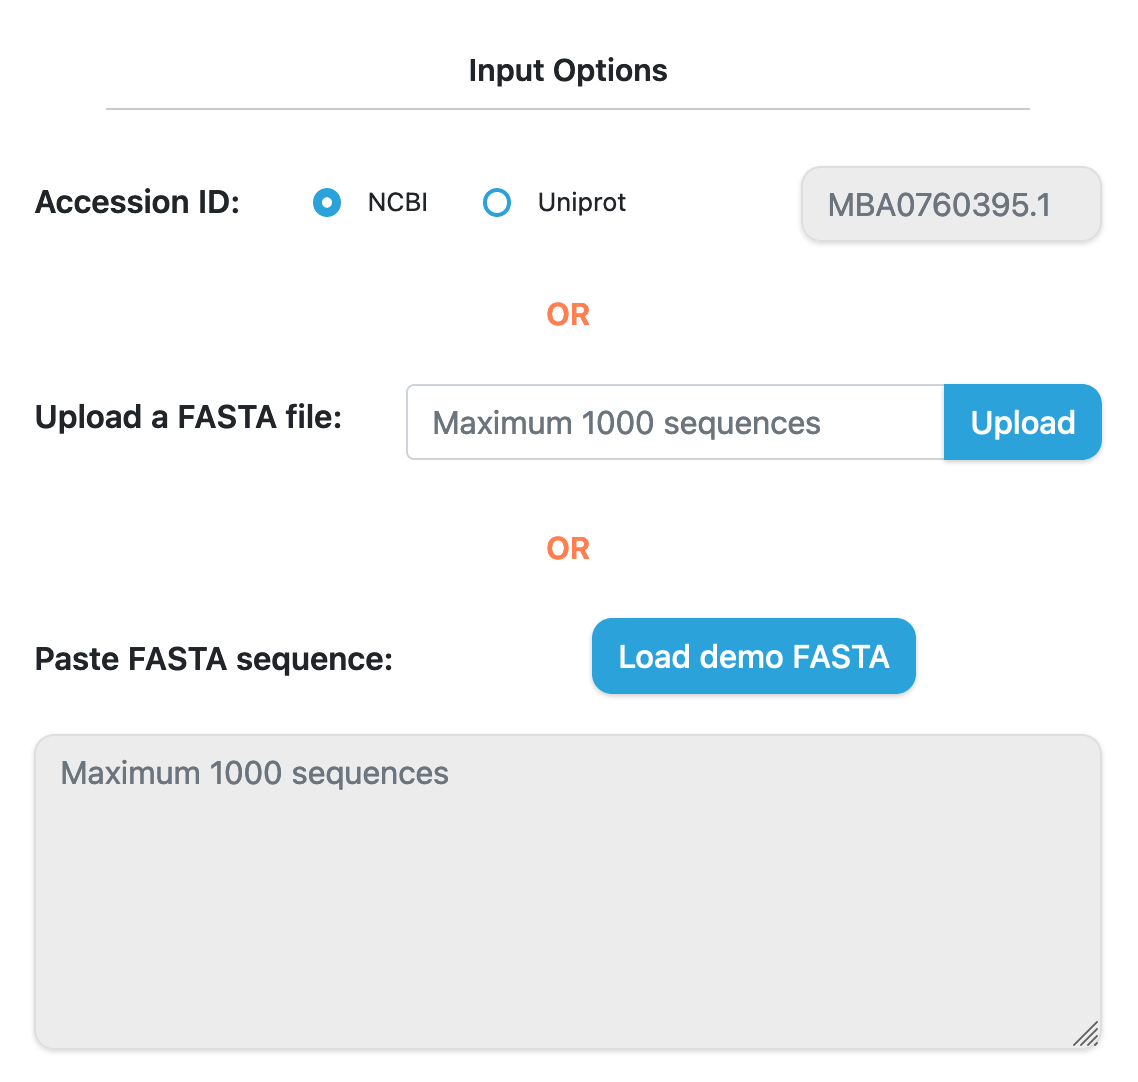 Input Options
Accession ID: NCBI Uniprot MBA0760395.1
OR
Upload a FASTA file: Maximum 1000 sequences Upload
OR
Paste FASTA sequence: Load demo FASTA
Maximum 1000 sequences